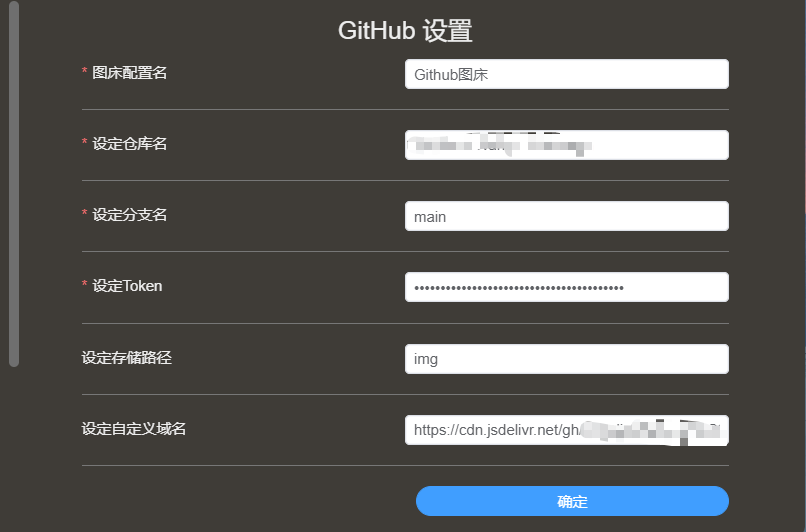 GitHub 设置
* 图床配置名
Github图床
* 设定仓库名
* 设定分支名
main
* 设定Token
••••••••••••••••••••••••••••••••••••••••
设定存储路径
img
设定自定义域名
https://cdn.jsdelivr.net/gh/
确定